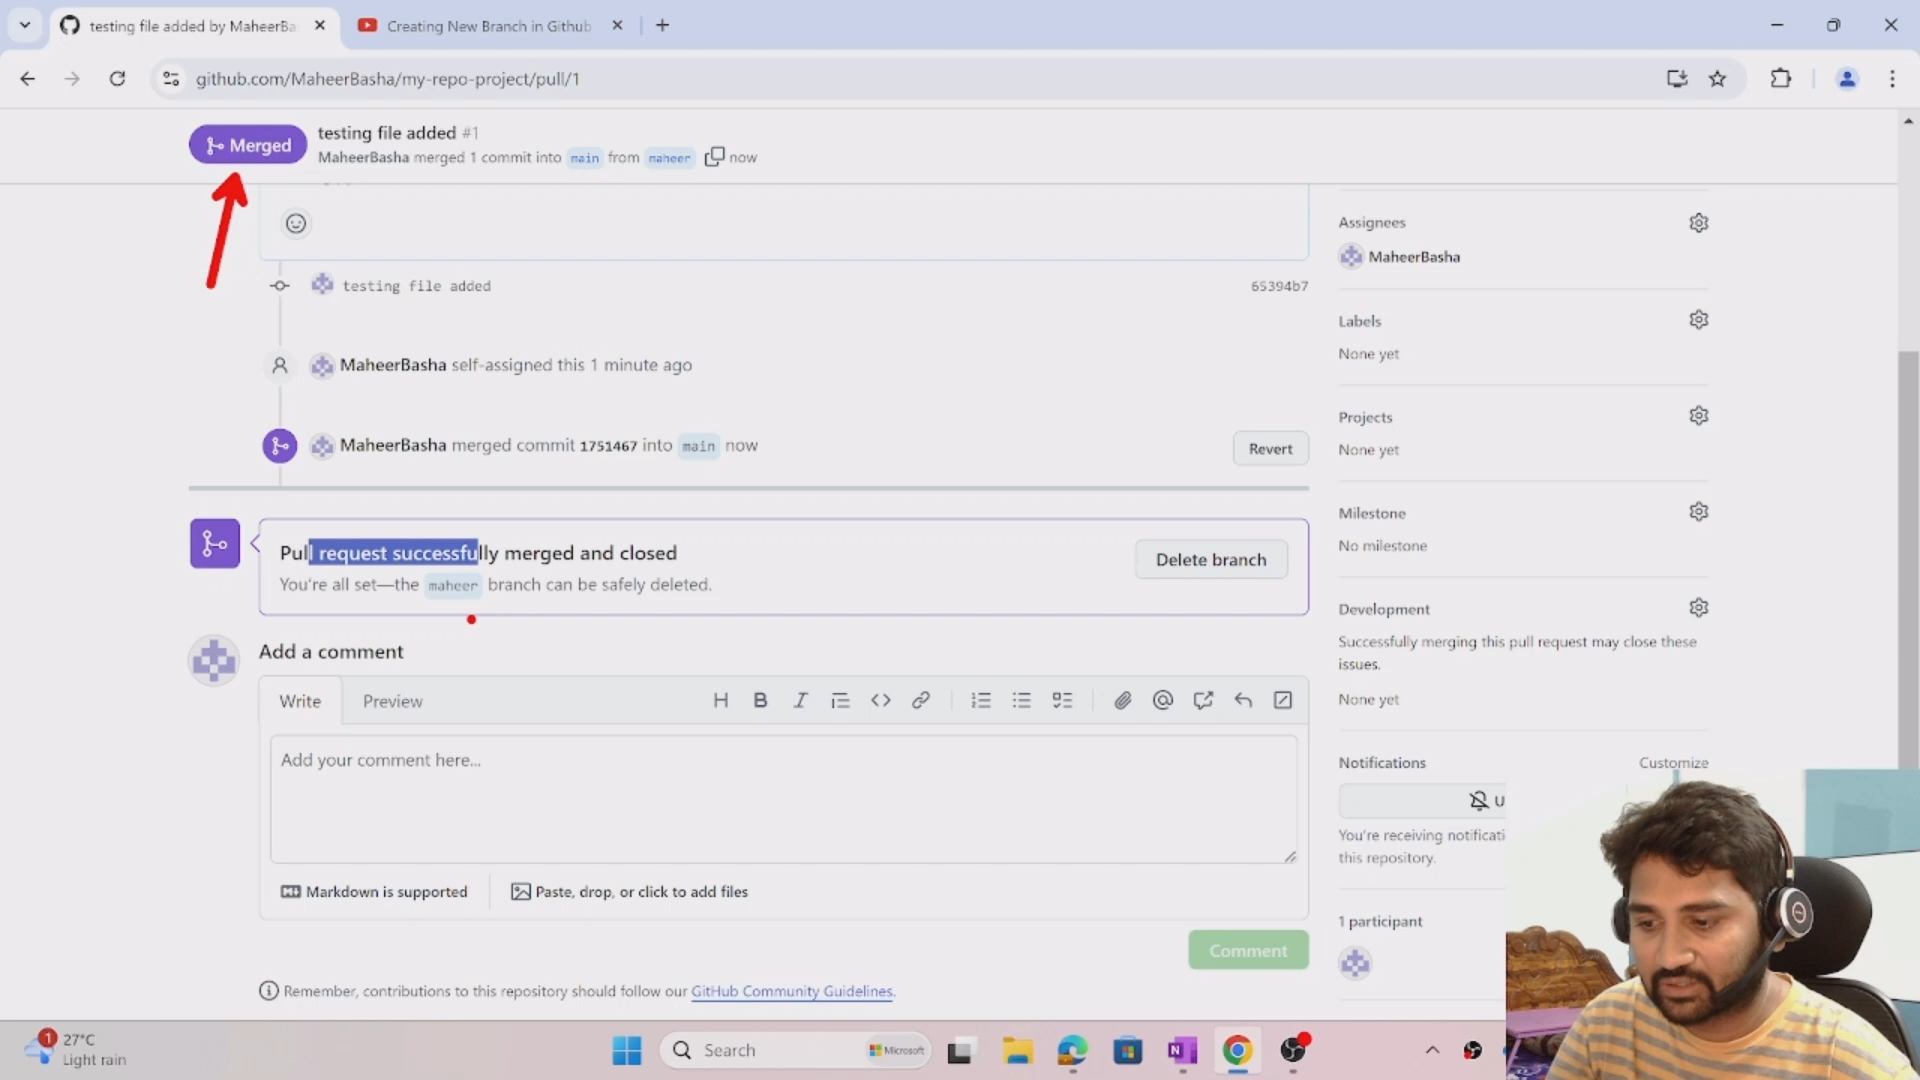 testing file added by MaheerBa
Creating New Branch in Github
github.com/MaheerBasha/my-repo-project/pull/1
Merged
testing file added #1
MaheerBasha merged 1 commit into main from maheer now
testing file added
65394b7
MaheerBasha self-assigned this 1 minute ago
MaheerBasha merged commit 1751467 into main now
Revert
Pull request successfully merged and closed
You're all set—the maheer branch can be safely deleted.
Delete branch
Add a comment
Write
Preview
Add your comment here...
Markdown is supported
Paste, drop, or click to add files
Comment
Remember, contributions to this repository should follow our GitHub Community Guidelines.
Assignees
MaheerBasha
Labels
None yet
Projects
None yet
Milestone
No milestone
Development
Successfully merging this pull request may close these
issues.
None yet
Notifications
Customize
U
You're receiving notificati
this repository.
1 participant
1
27°C
Light rain
Search
Microsoft